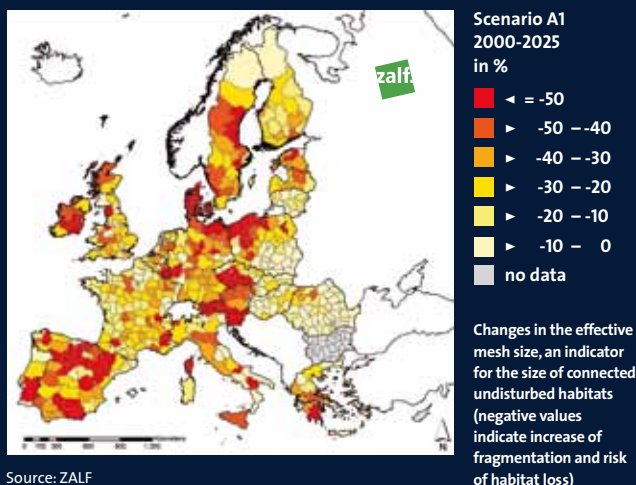 zalf.
Scenario A1
2000-2025
in %
◄ = -50
► -50 – -40
► -40 – -30
► -30 – -20
► -20 – -10
► -10 – 0
no data
Changes in the effective
mesh size, an indicator
for the size of connected
undisturbed habitats
(negative values
indicate increase of
fragmentation and risk
of habitat loss)
N
Source: ZALF